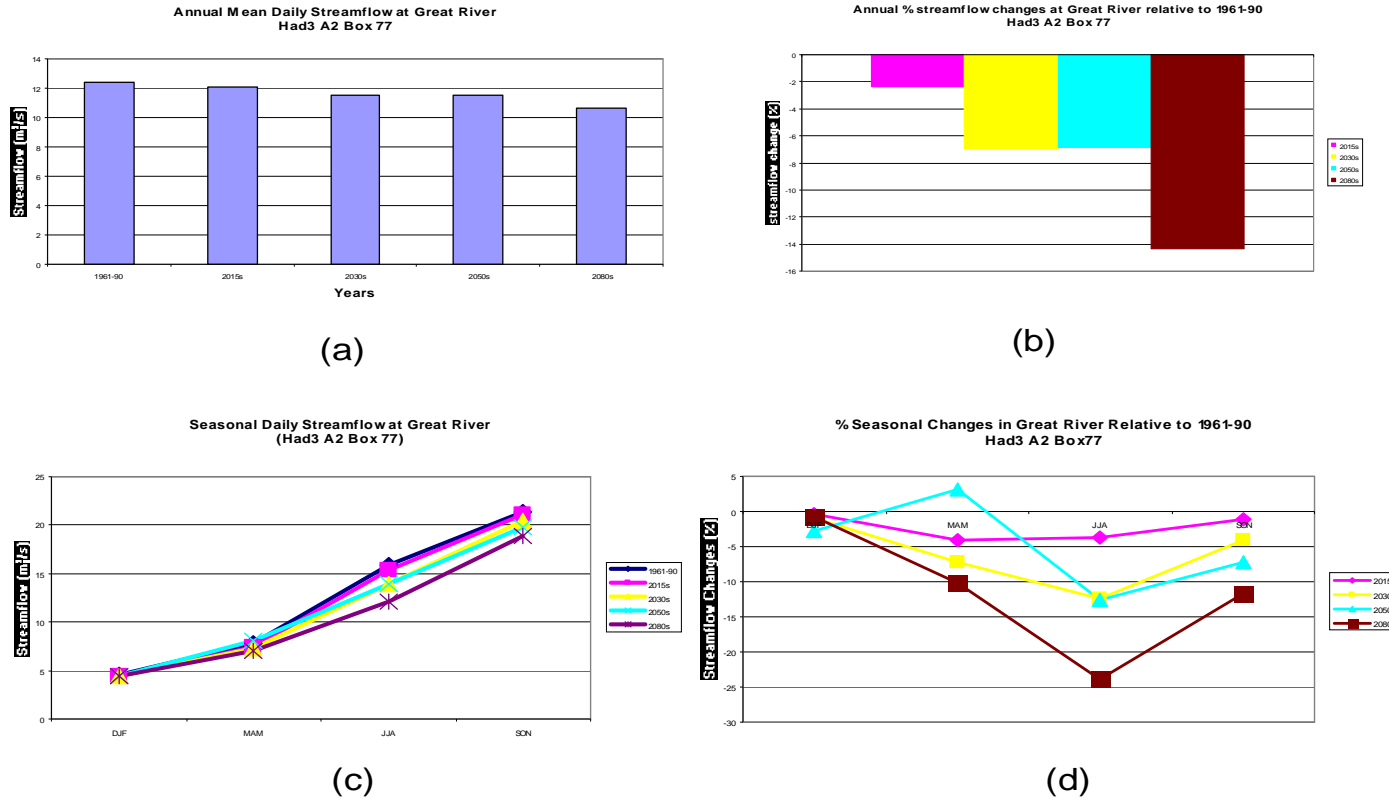 Annual Mean Daily Streamflow at Great River
Had3 A2 Box 77
Streamflow (m³/s)
14
12
10
8
6
4
2
0
1961-90 2015s 2030s 2050s 2080s
Years
(a)
Annual % streamflow changes at Great River relative to 1961-90
Had3 A2 Box 77
streamflow change (%)
0
-2
-4
-6
-8
-10
-12
-14
-16
2015s
2030s
2050s
2080s
(b)
Seasonal Daily Streamflow at Great River
(Had3 A2 Box 77)
Streamflow (m³/s)
25
20
15
10
5
0
DJF MAM JJA SON
1961-90
2015s
2030s
2050s
2080s
(c)
% Seasonal Changes in Great River Relative to 1961-90
Had3 A2 Box77
Streamflow Changes (%)
5
0
-5
-10
-15
-20
-25
-30
MAM JJA SON
2015
2030
2050
2080
(d)